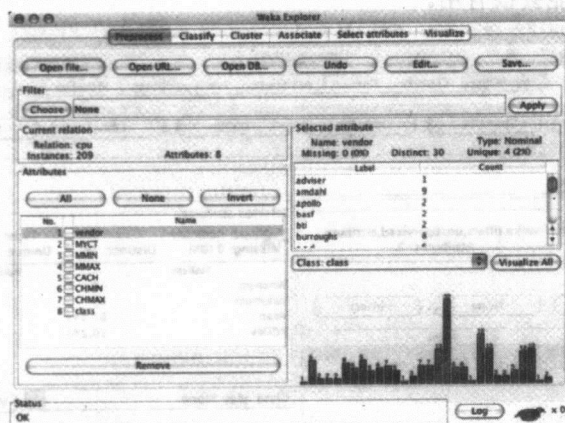 Weka Explorer
Preprocess Classify Cluster Associate Select attributes Visualize
Open file... Open URL... Open DB... Undo Edit... Save...
Filter
Choose None Apply
Current relation
Relation: cpu
Instances: 209 Attributes: 8
Attributes
All None Invert
No. Name
1 vendor
2 MYCT
3 MMIN
4 MMAX
5 CACH
6 CHMIN
7 CHMAX
8 class
Remove
Selected attribute
Name: vendor Type: Nominal
Missing: 0 (0%) Distinct: 30 Unique: 4 (2%)
Label Count
adviser 1
amdahl 9
apollo 2
basf 2
bti 2
burroughs 8
Class: class Visualize All
Status
OK
Log x 0